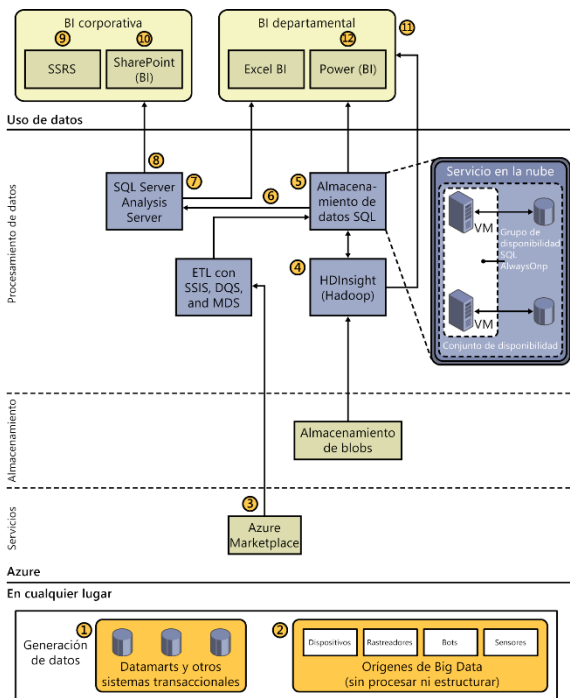 BI corporativa
BI departamental
9
10
11
12
SSRS
SharePoint
(BI)
Excel BI
Power (BI)
Uso de datos
Procesamiento de datos
8
7
6
5
SQL Server
Analysis
Server
Almacena-
miento de
datos SQL
Servicio en la nube
VM
Grupo de
disponibilidad
SQL
AlwaysOnp
VM
Conjunto de disponibilidad
ETL con
SSIS, DQS,
and MDS
4
HDInsight
(Hadoop)
Almacenamiento
Almacenamiento
de blobs
Servicios
3
Azure
Marketplace
Azure
En cualquier lugar
Generación
de datos
1
Datamarts y otros
sistemas transaccionales
2
Dispositivos
Rastreadores
Bots
Sensores
Orígenes de Big Data
(sin procesar ni estructurar)